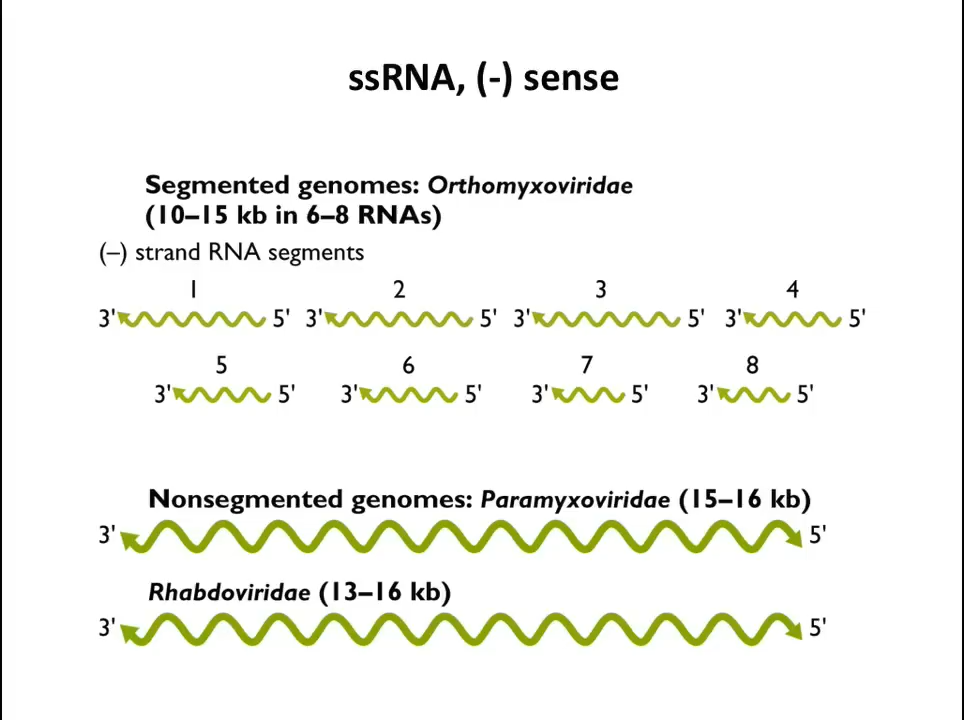 ssRNA, (-) sense
Segmented genomes: Orthomyxoviridae
(10–15 kb in 6–8 RNAs)
(–) strand RNA segments
1 2 3 4
3' 5' 3' 5' 3' 5' 3' 5'
5 6 7 8
3' 5' 3' 5' 3' 5' 3' 5'
Nonsegmented genomes: Paramyxoviridae (15–16 kb)
3' 5'
Rhabdoviridae (13–16 kb)
3' 5'